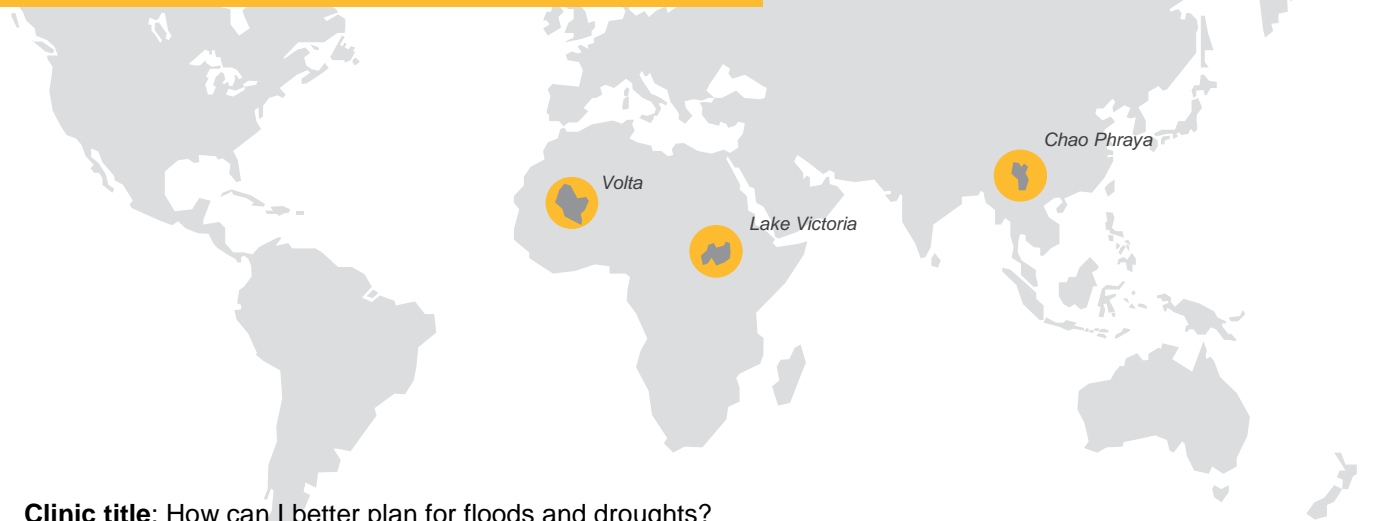 Chao Phraya
Volta
Lake Victoria
Clinic title: How can I better plan for floods and droughts?